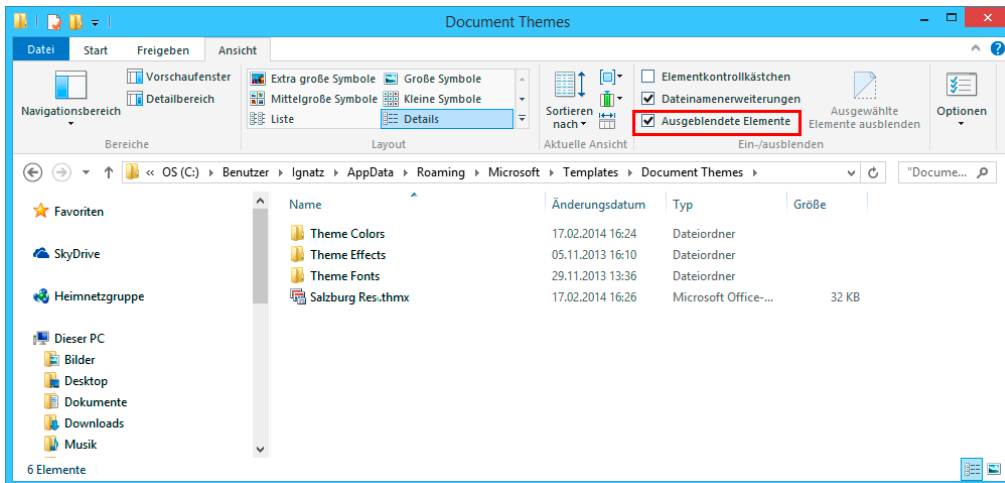 Document Themes
Datei Start Freigeben Ansicht
Navigationsbereich
Vorschaufenster
Detailbereich
Bereiche
Extra große Symbole Große Symbole
Mittelgroße Symbole Kleine Symbole
Liste Details
Layout
Sortieren
nach
Aktuelle Ansicht
Elementkontrollkästchen
Dateinamenerweiterungen
Ausgeblendete Elemente
Ausgewählte
Elemente ausblenden
Ein-/ausblenden
Optionen
« OS (C:) Benutzer Ignatz AppData Roaming Microsoft Templates Document Themes
"Docume...
Favoriten
SkyDrive
Heimnetzgruppe
Dieser PC
Bilder
Desktop
Dokumente
Downloads
Musik
Name Änderungsdatum Typ Größe
Theme Colors 17.02.2014 16:24 Dateiordner
Theme Effects 05.11.2013 16:10 Dateiordner
Theme Fonts 29.11.2013 13:36 Dateiordner
Salzburg Res..thmx 17.02.2014 16:26 Microsoft Office-... 32 KB
6 Elemente